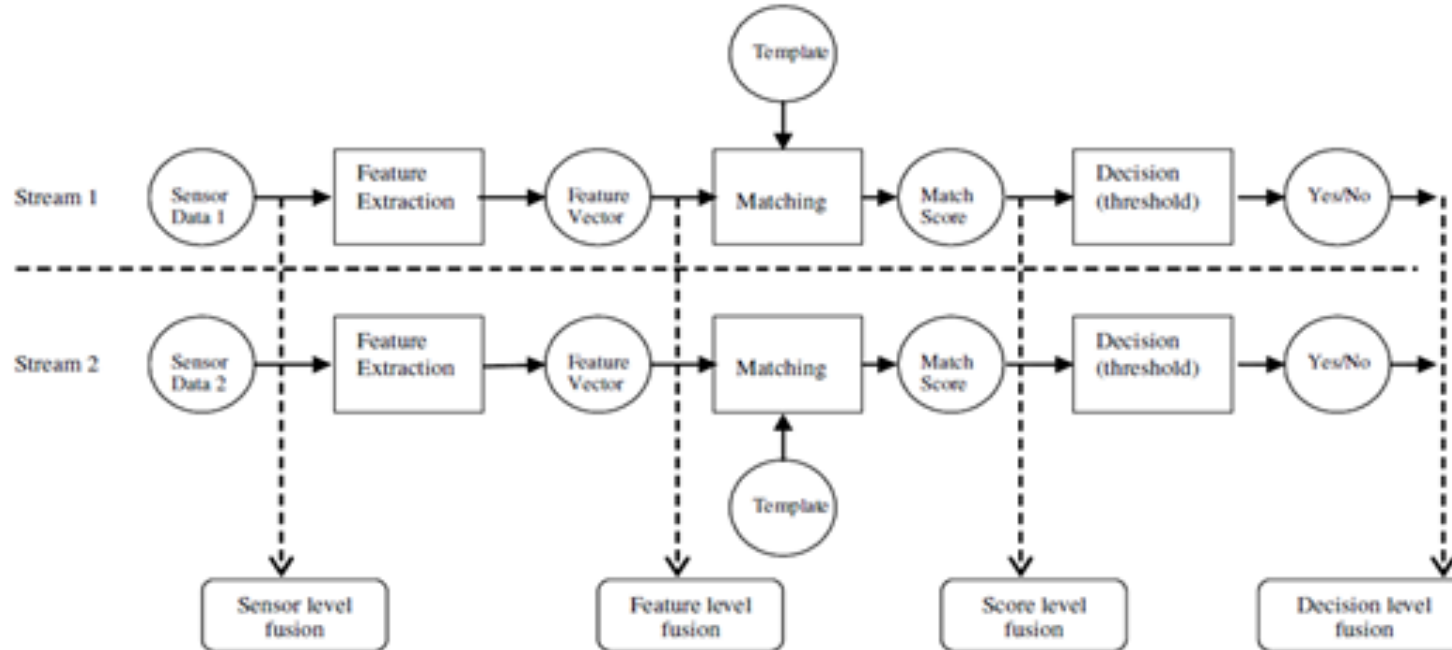 Template
Stream 1
Sensor
Data 1
Feature
Extraction
Feature
Vector
Matching
Match
Score
Decision
(threshold)
Yes/No
Stream 2
Sensor
Data 2
Feature
Extraction
Feature
Vector
Matching
Match
Score
Decision
(threshold)
Yes/No
Template
Sensor level
fusion
Feature level
fusion
Score level
fusion
Decision level
fusion